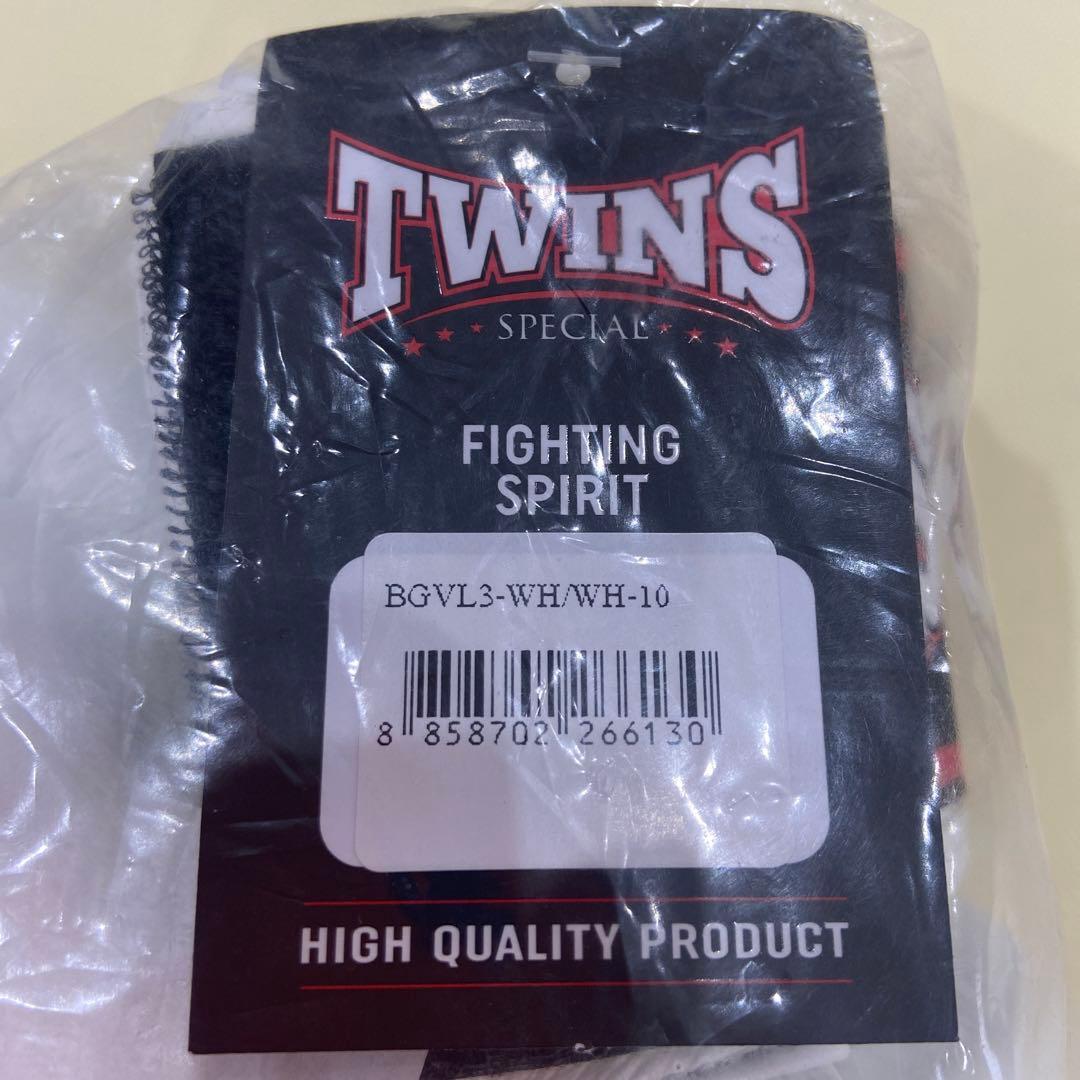 TWINS
SPECIAL
FIGHTING
SPIRIT
BGVL3-WH/WH-10
8 858702 266130
HIGH QUALITY PRODUCT